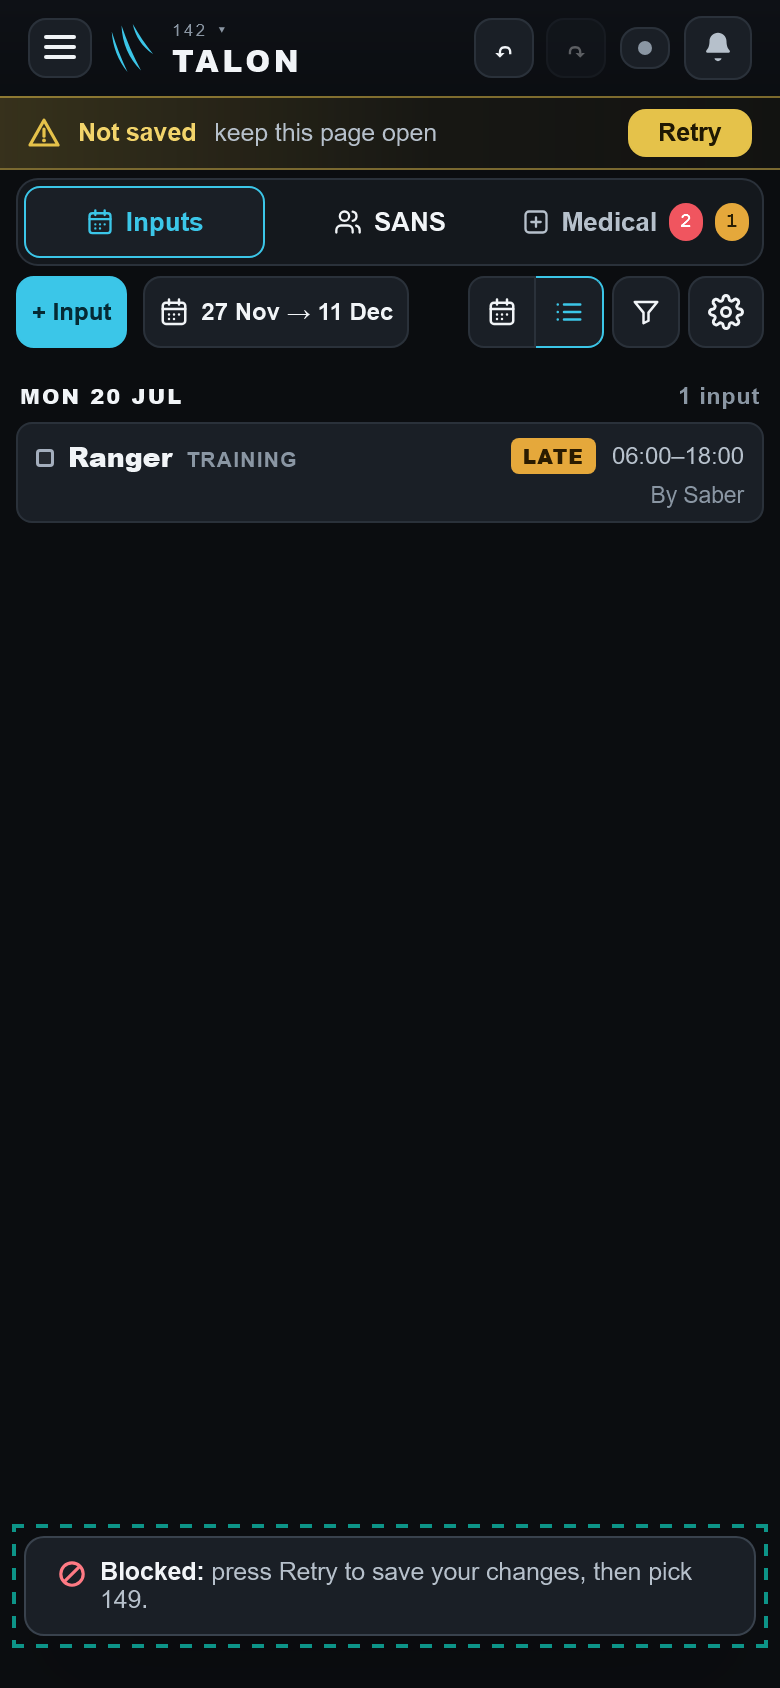 142 ▾
TALON
Not saved keep this page open
Retry
Inputs
SANS
Medical 2 1
+ Input
27 Nov → 11 Dec
MON 20 JUL
1 input
Ranger TRAINING
LATE 06:00–18:00
By Saber
Blocked: press Retry to save your changes, then pick
149.